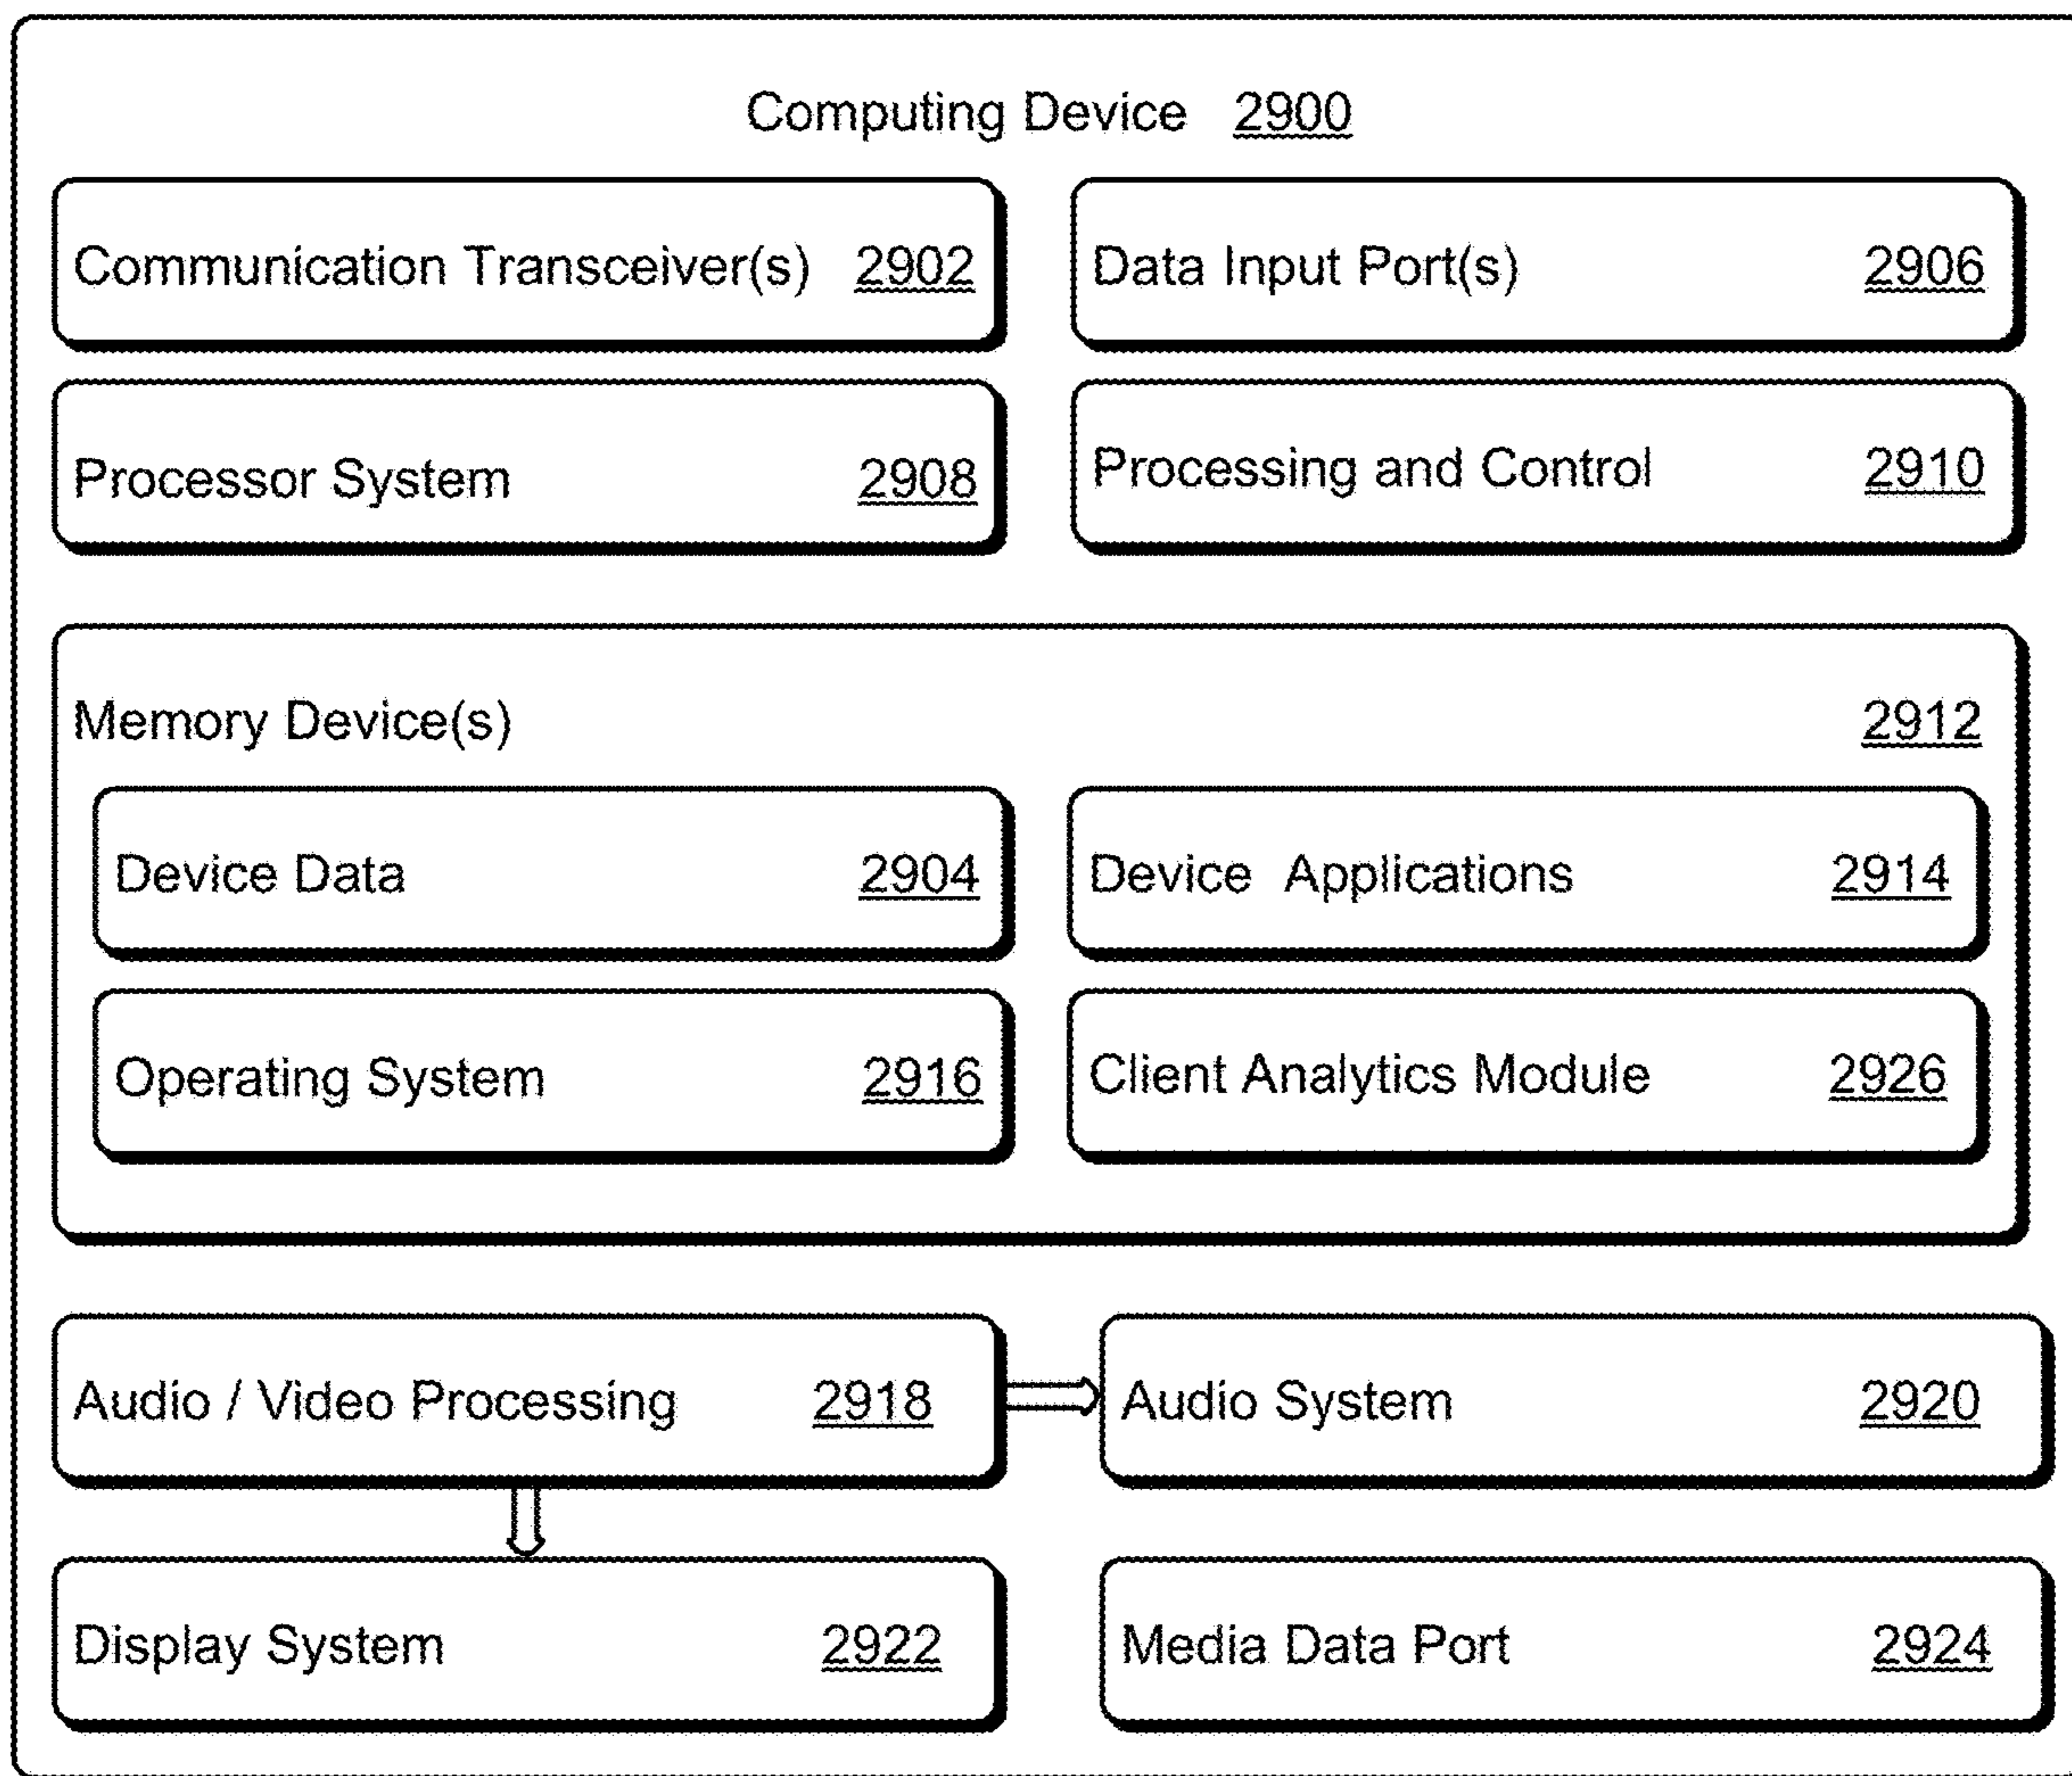 Computing Device 2900
Communication Transceiver(s) 2902
Data Input Port(s) 2906
Processor System 2908
Processing and Control 2910
Memory Device(s) 2912
Device Data 2904
Device Applications 2914
Operating System 2916
Client Analytics Module 2926
Audio / Video Processing 2918
Audio System 2920
Display System 2922
Media Data Port 2924